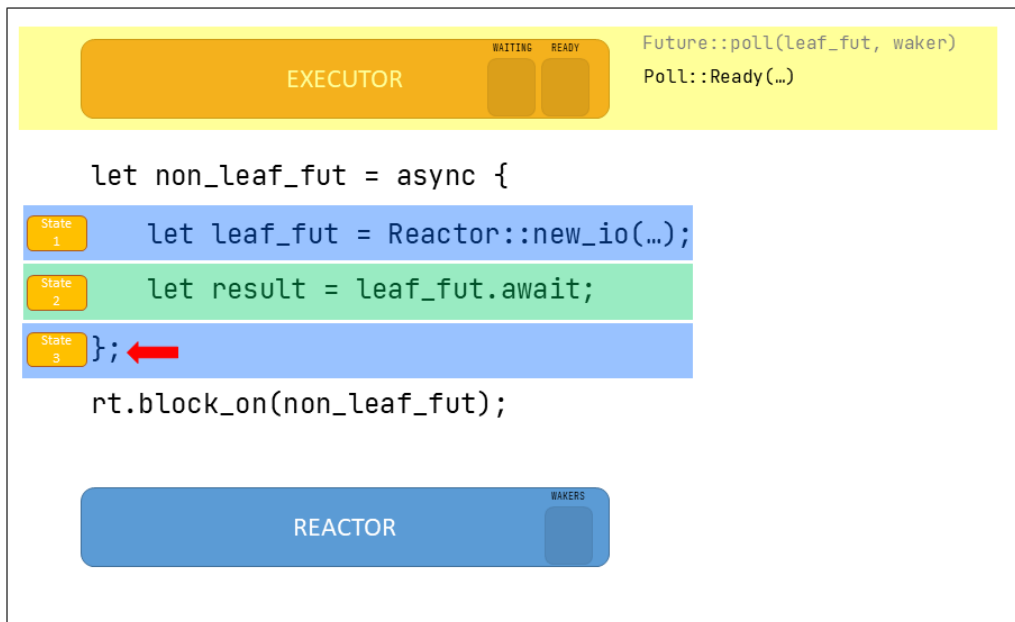 WAITING READY
EXECUTOR
Future::poll(leaf_fut, waker)
Poll::Ready(…)
let non_leaf_fut = async {
State 1
let leaf_fut = Reactor::new_io(…);
State 2
let result = leaf_fut.await;
State 3
};
rt.block_on(non_leaf_fut);
WAKERS
REACTOR